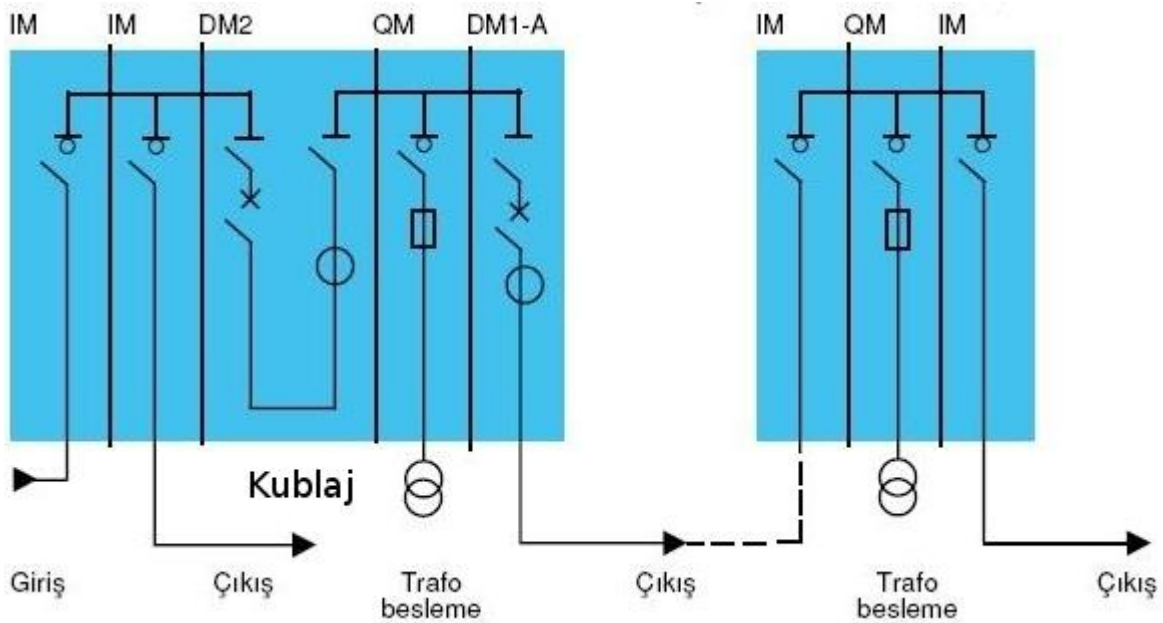 IM IM DM2 QM DM1-A IM QM IM
Kublaj
Giriş Çıkış Trafo besleme Çıkış Trafo besleme Çıkış